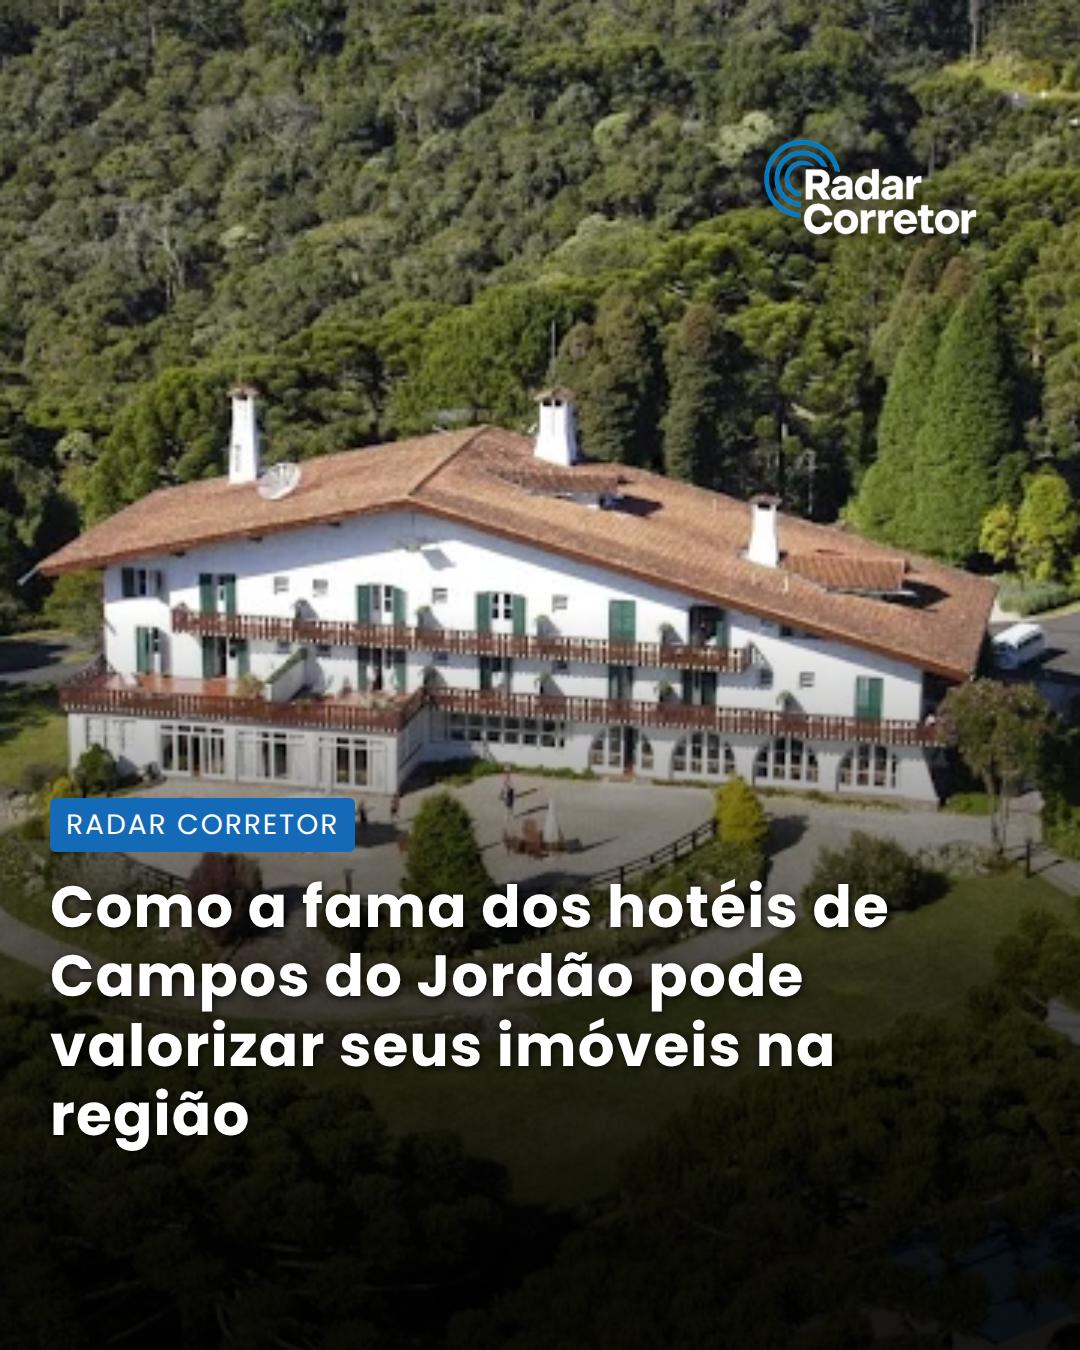 Radar
Corretor
RADAR CORRETOR
Como a fama dos hotéis de
Campos do Jordão pode
valorizar seus imóveis na
região